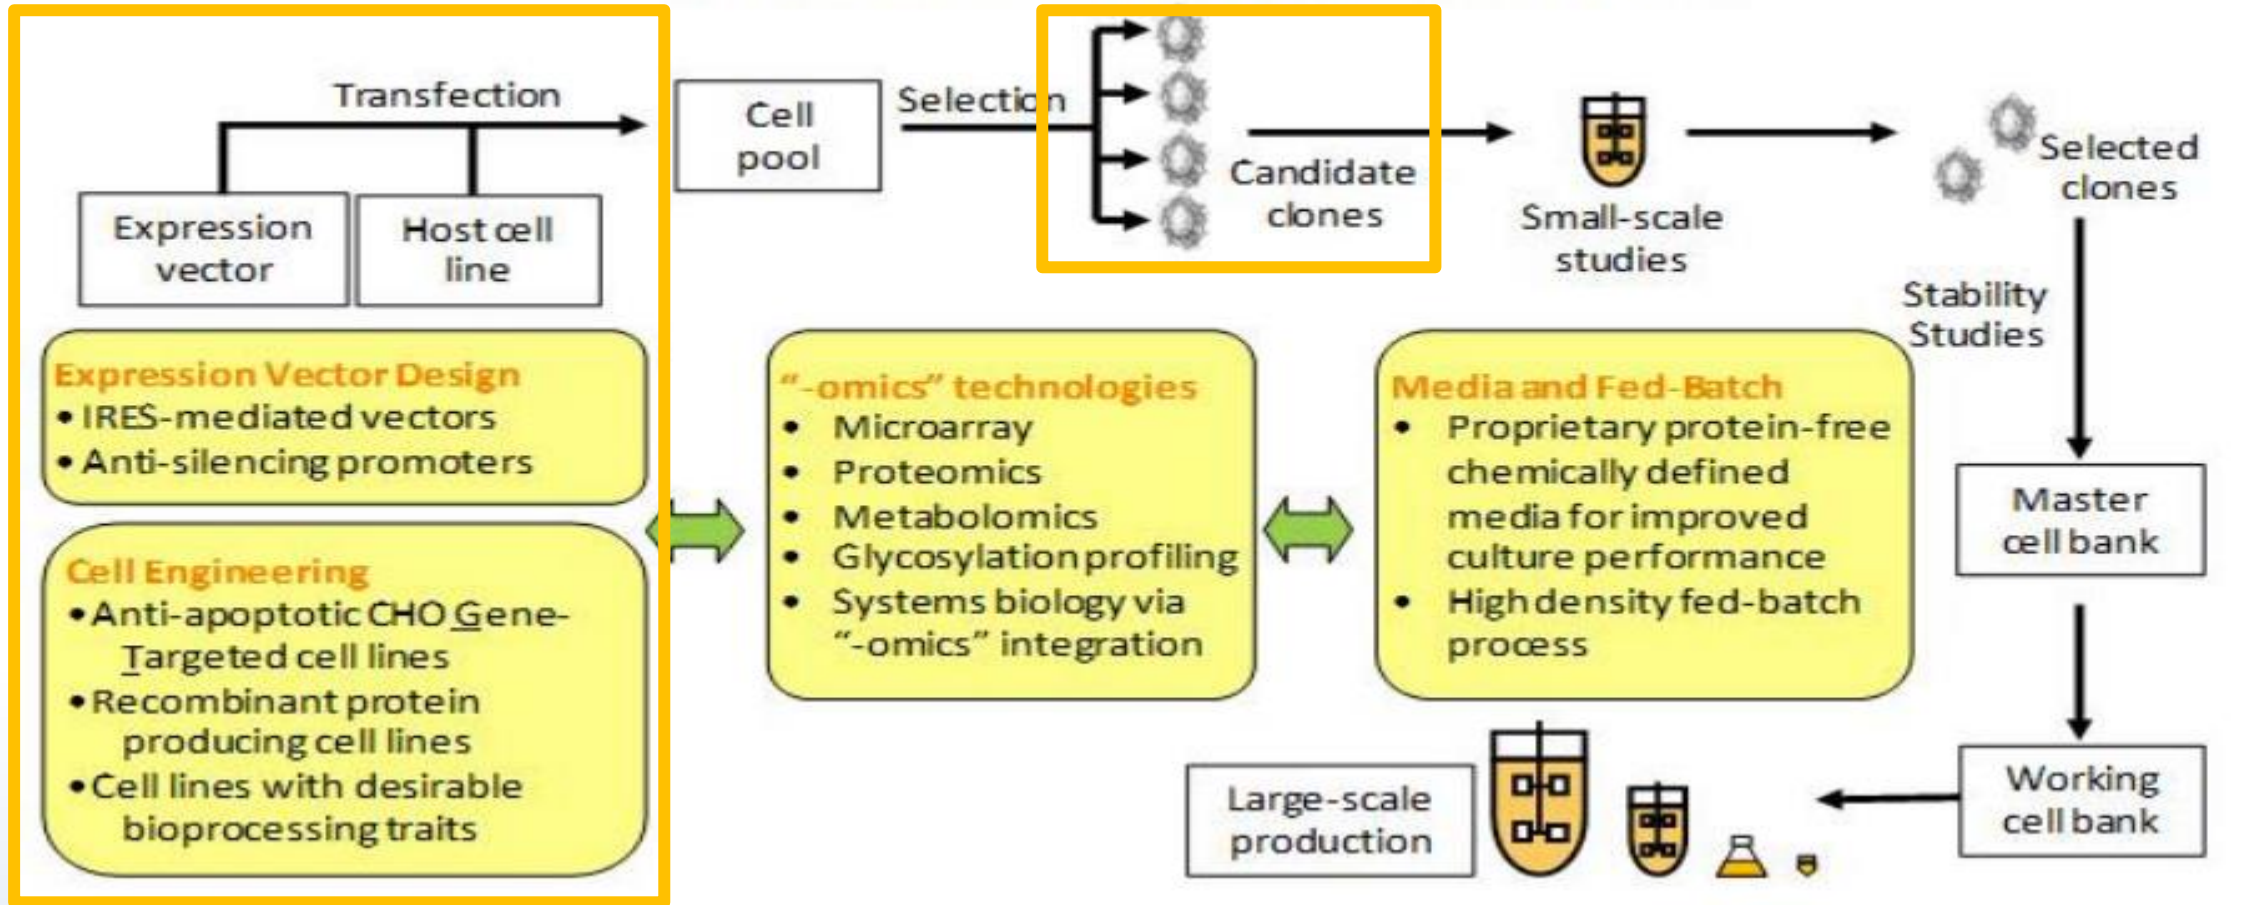 Transfection
Expression
vector
Host cell
line
Cell
pool
Selection
Candidate
clones
Small-scale
studies
Selected
clones
Stability
Studies
Expression Vector Design
• IRES-mediated vectors
• Anti-silencing promoters
Cell Engineering
• Anti-apoptotic CHO Gene-
Targeted cell lines
• Recombinant protein
producing cell lines
• Cell lines with desirable
bioprocessing traits
“-omics” technologies
• Microarray
• Proteomics
• Metabolomics
• Glycosylation profiling
• Systems biology via
“-omics” integration
Media and Fed-Batch
• Proprietary protein-free
chemically defined
media for improved
culture performance
• High density fed-batch
process
Master
cell bank
Working
cell bank
Large-scale
production